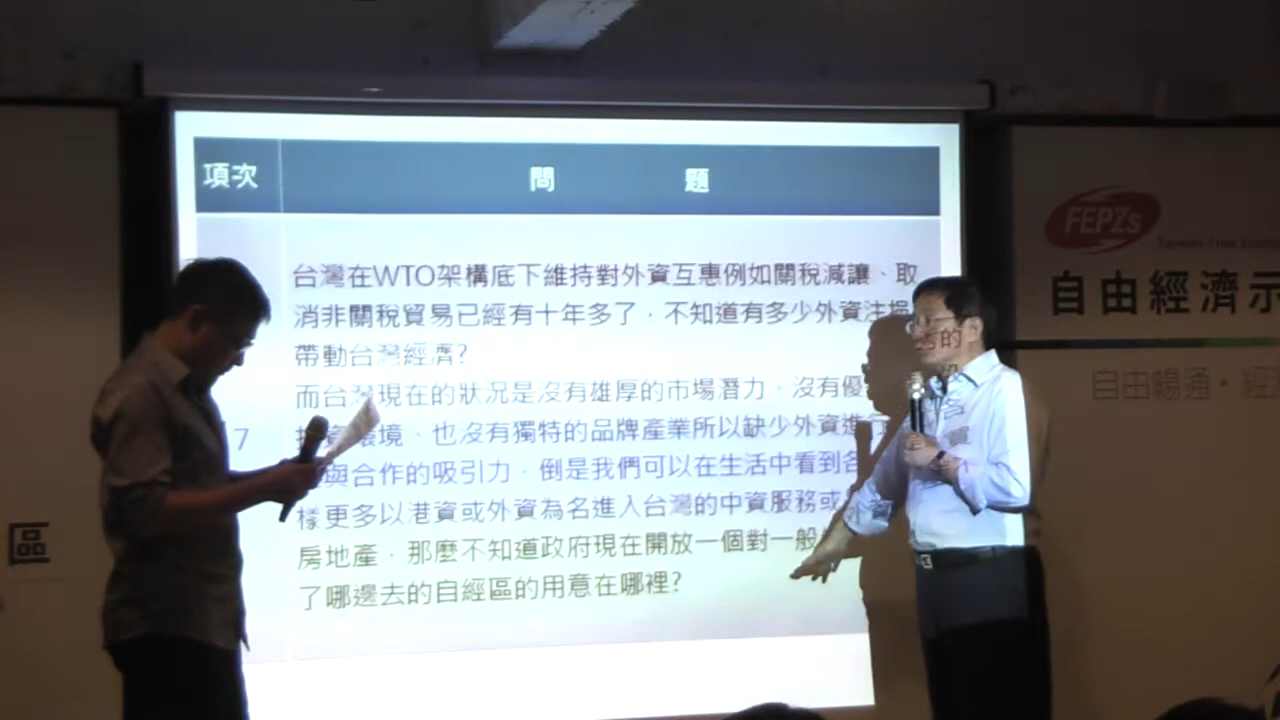 項次 問 題
台灣在WTO架構底下維持對外資互惠例如關稅減讓、取
消非關稅貿易已經有十年多了，不知道有多少外資注損
帶動台灣經濟?
而台灣現在的狀況是沒有雄厚的市場潛力、沒有優
7
環境、也沒有獨特的品牌產業所以缺少外資進行
與合作的吸引力，倒是我們可以在生活中看到各
樣更多以港資或外資為名進入台灣的中資服務或
房地產，那麼不知道政府現在開放一個對一般
了哪邊去的自經區的用意在哪裡?
FEPZs
Taiwan Free
自由經濟示
自由暢通・經
區